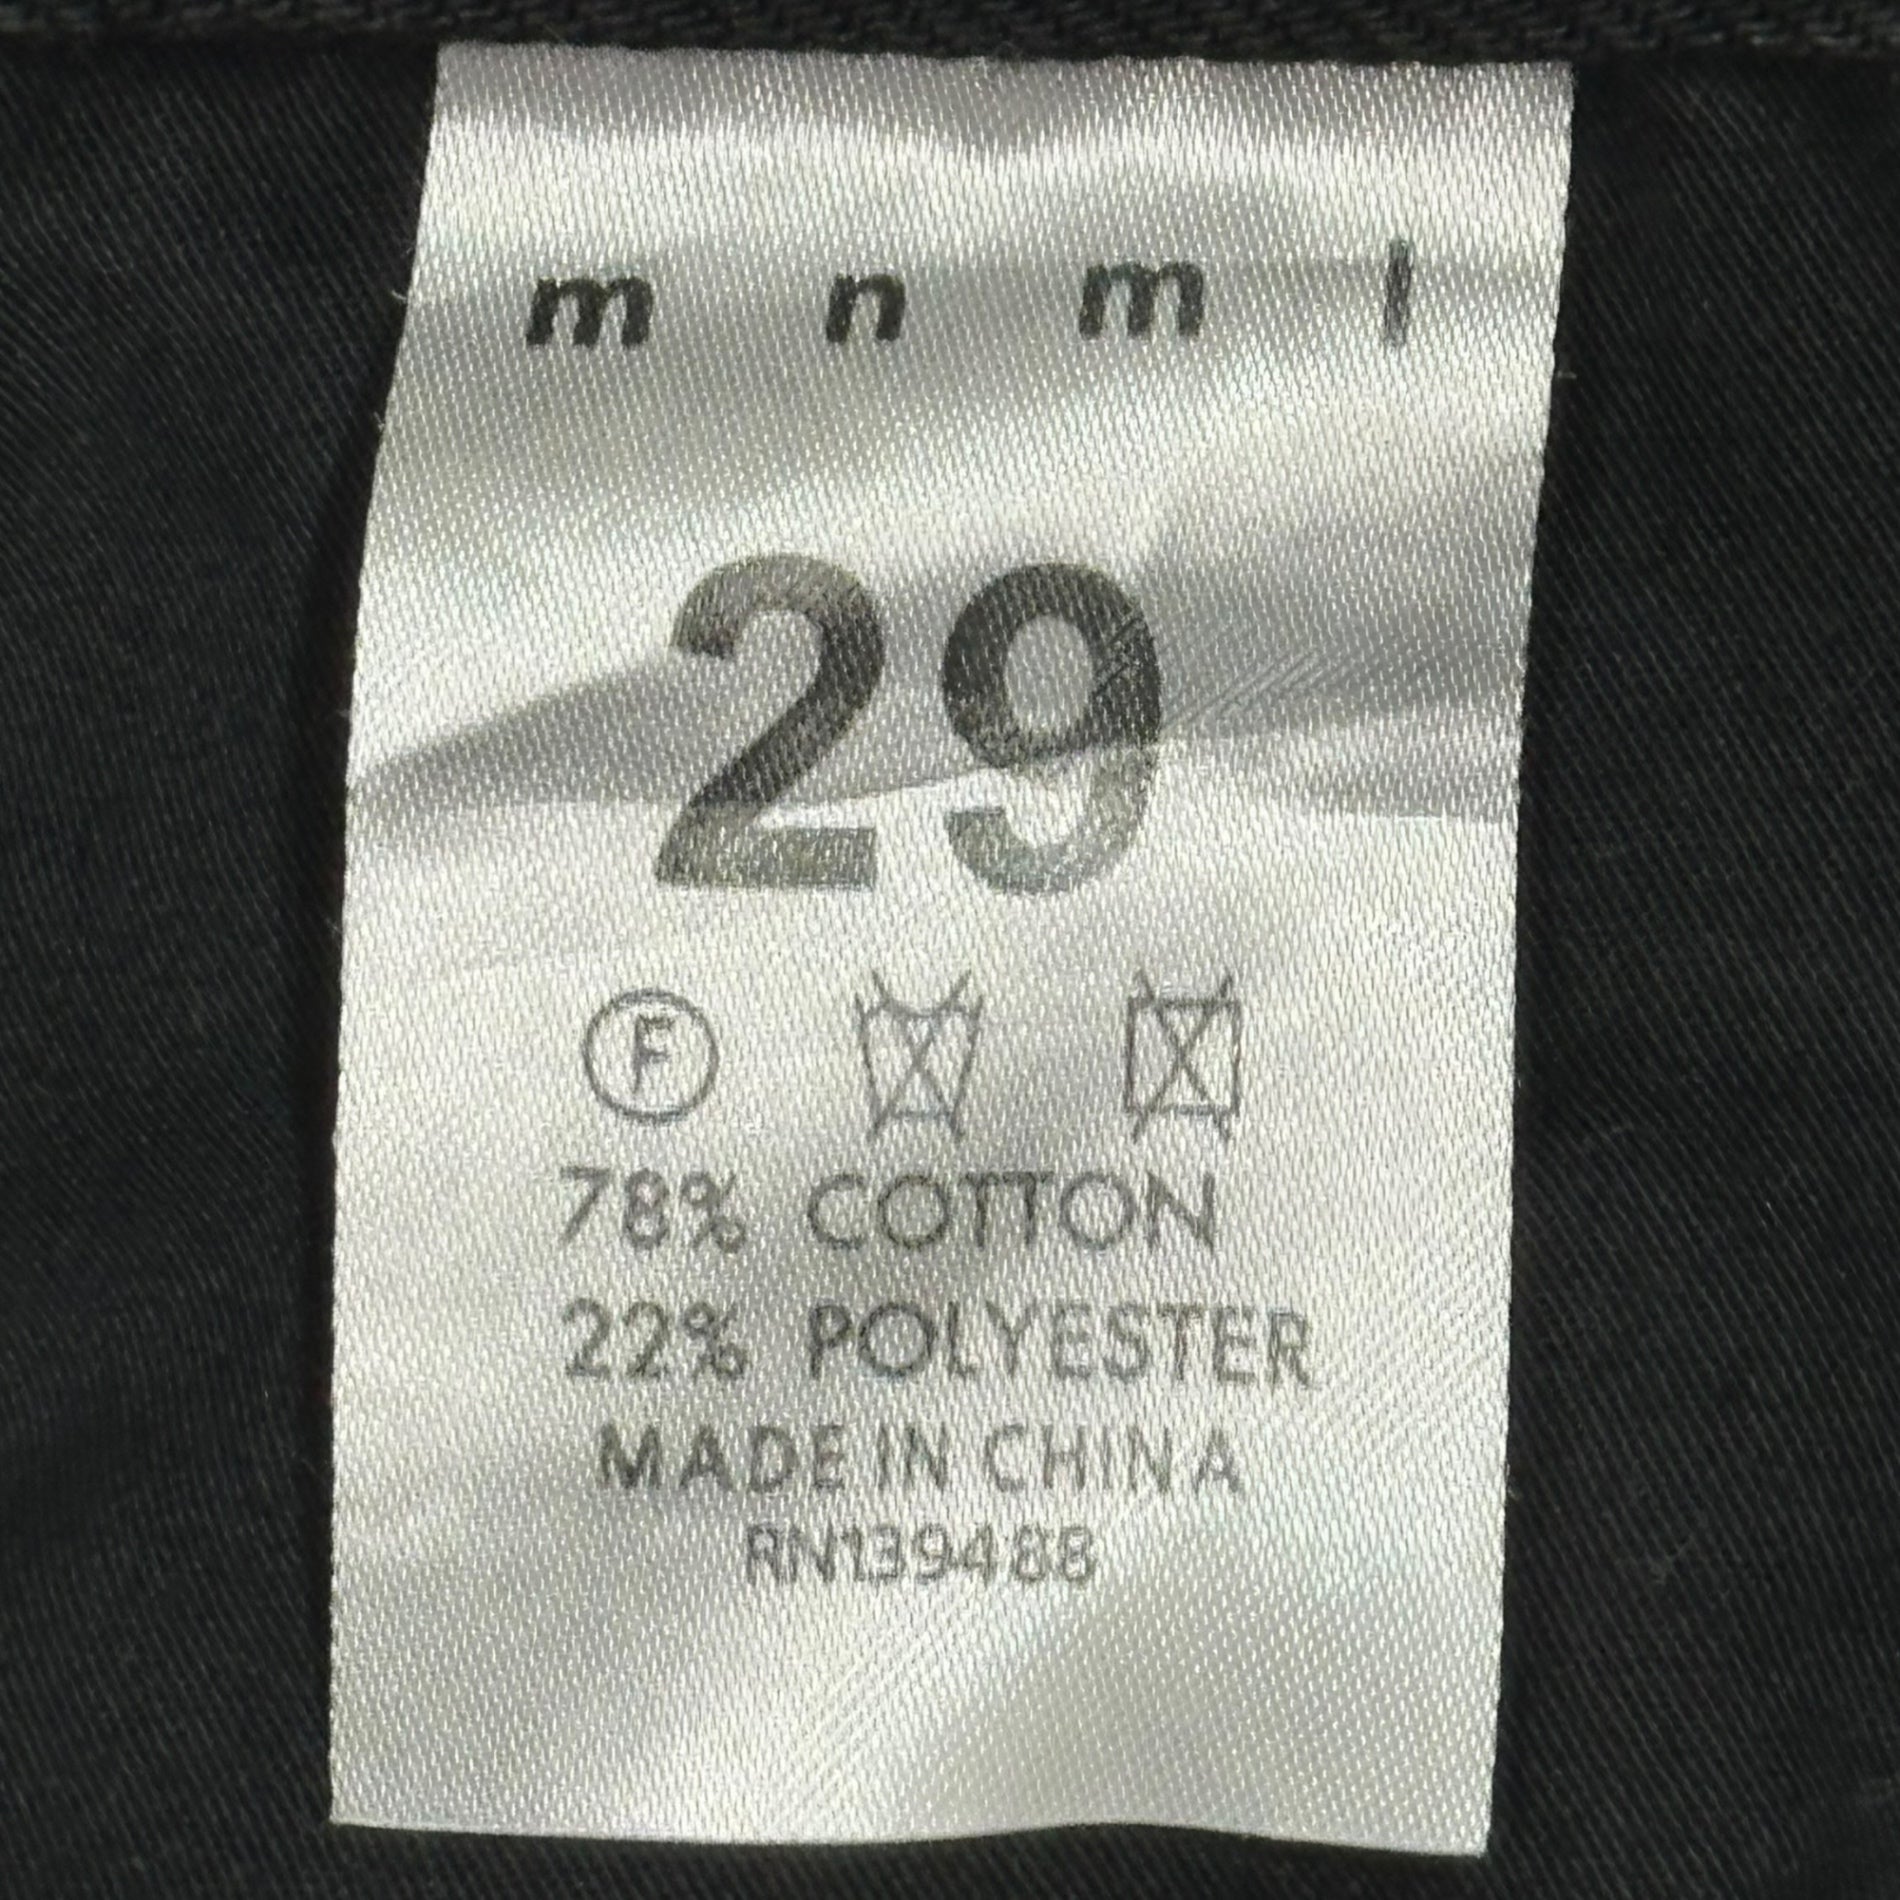 m n m l
29
F
78% COTTON
22% POLYESTER
MADE IN CHINA
RN139488